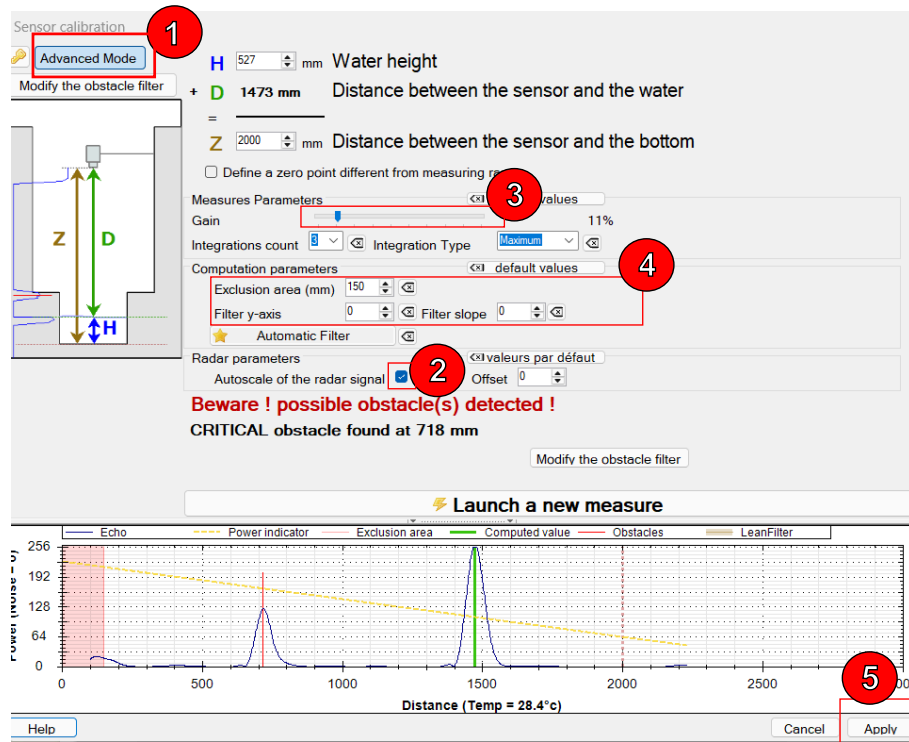 Sensor calibration
1
Advanced Mode
Modify the obstacle filter
H 527 mm Water height
+ D 1473 mm Distance between the sensor and the water
=
Z 2000 mm Distance between the sensor and the bottom
Define a zero point different from measuring
Z D
H
3
Measures Parameters values
Gain 11%
Integrations count 3 Integration Type Maximum
4
Computation parameters default values
Exclusion area (mm) 150
Filter y-axis 0 Filter slope 0
Automatic Filter
2
Radar parameters valeurs par défaut
Autoscale of the radar signal Offset 0
Beware ! possible obstacle(s) detected !
CRITICAL obstacle found at 718 mm
Modify the obstacle filter
Launch a new measure
Echo Power indicator Exclusion area Computed value Obstacles LeanFilter
Power (Noise = 0)
256
192
128
64
0
0 500 1000 1500 2000 2500
5
Distance (Temp = 28.4°c)
Help Cancel Apply